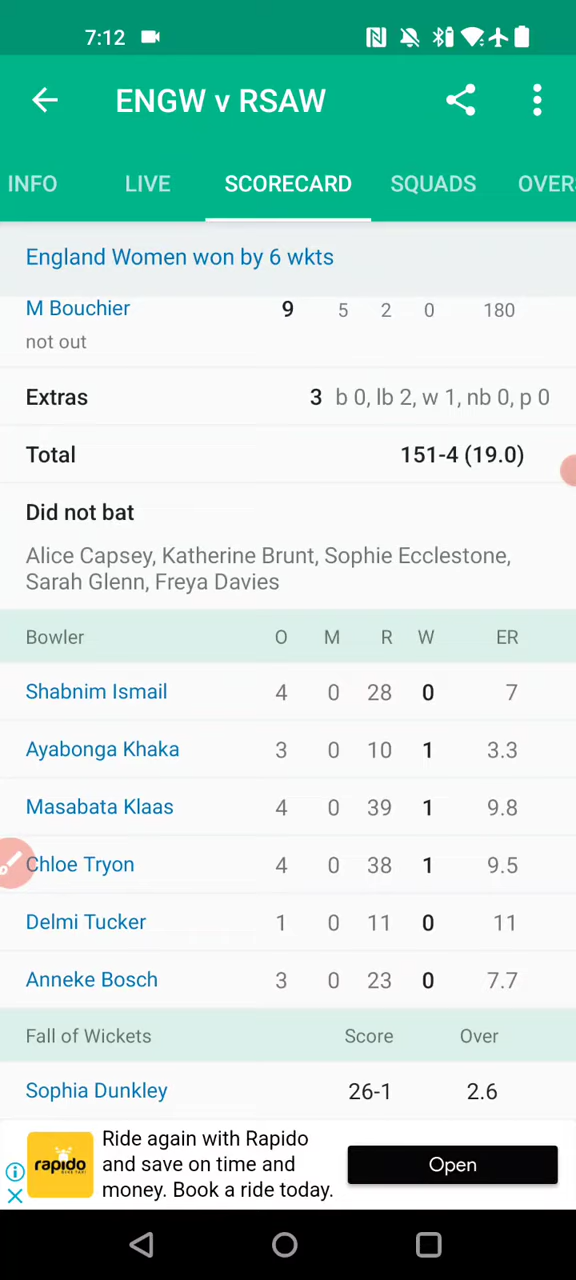 7:12
ENGW v RSAW
INFO LIVE SCORECARD SQUADS OVERS
England Women won by 6 wkts
M Bouchier 9 5 2 0 180
not out
Extras 3 b 0, lb 2, w 1, nb 0, p 0
Total 151-4 (19.0)
Did not bat
Alice Capsey, Katherine Brunt, Sophie Ecclestone,
Sarah Glenn, Freya Davies
Bowler O M R W ER
Shabnim Ismail 4 0 28 0 7
Ayabonga Khaka 3 0 10 1 3.3
Masabata Klaas 4 0 39 1 9.8
Chloe Tryon 4 0 38 1 9.5
Delmi Tucker 1 0 11 0 11
Anneke Bosch 3 0 23 0 7.7
Fall of Wickets Score Over
Sophia Dunkley 26-1 2.6
rapido
Ride again with Rapido
and save on time and
money. Book a ride today.
Open